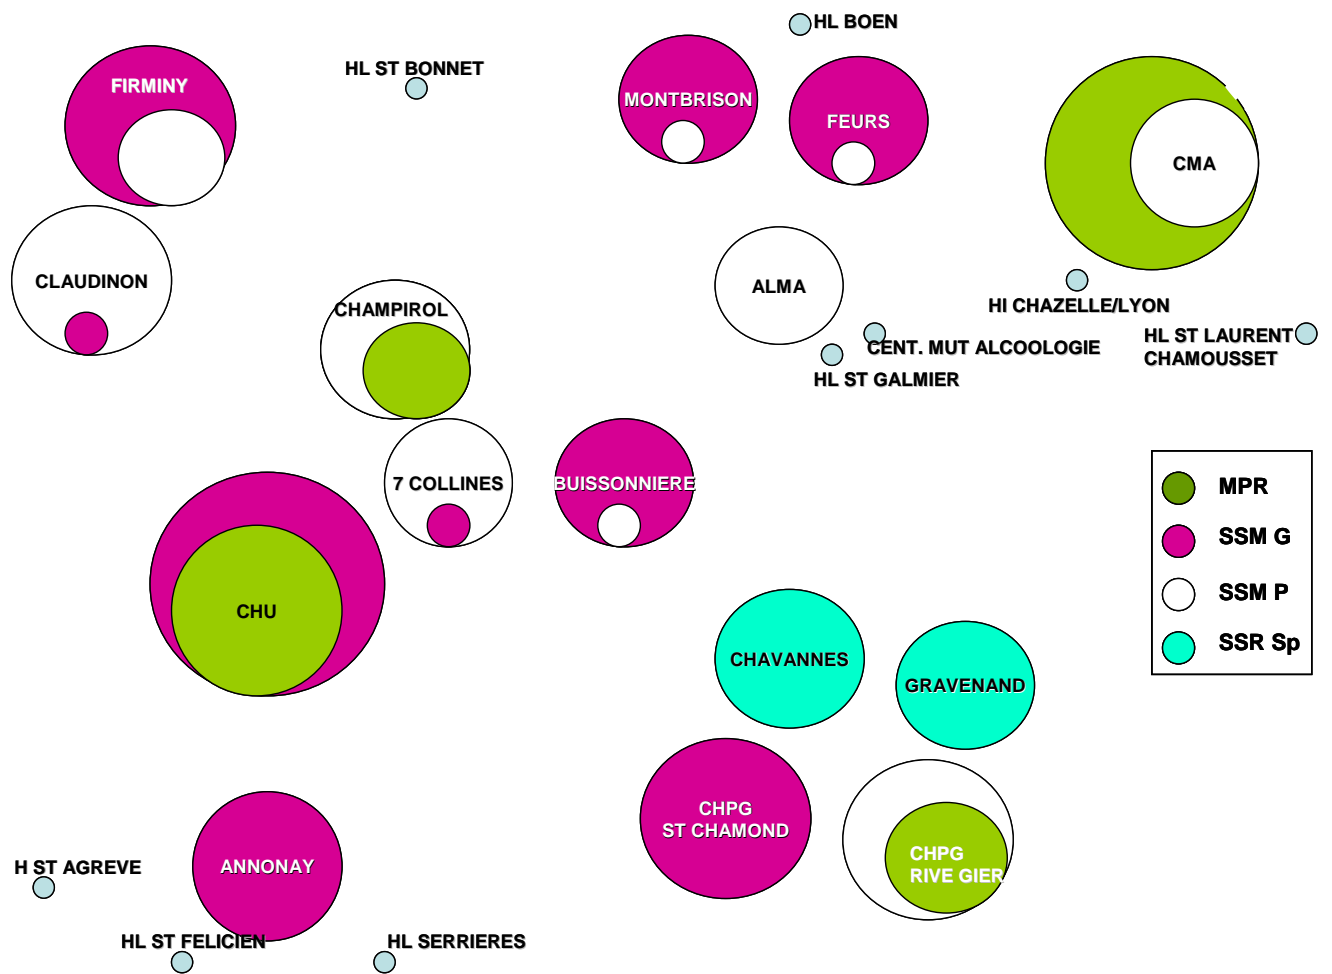 HL BOEN
FIRMINY
HL ST BONNET
MONTBRISON
FEURS
CMA
CLAUDINON
CHAMPIROL
ALMA
HI CHAZELLE/LYON
HL ST LAURENT
CHAMOUSSET
CENT. MUT ALCOOLOGIE
HL ST GALMIER
7 COLLINES
BUISSONNIERE
MPR
SSM G
SSM P
SSR Sp
CHU
CHAVANNES
GRAVENAND
CHPG
ST CHAMOND
CHPG
RIVE GIER
H ST AGREVE
ANNONAY
HL ST FELICIEN
HL SERRIERES